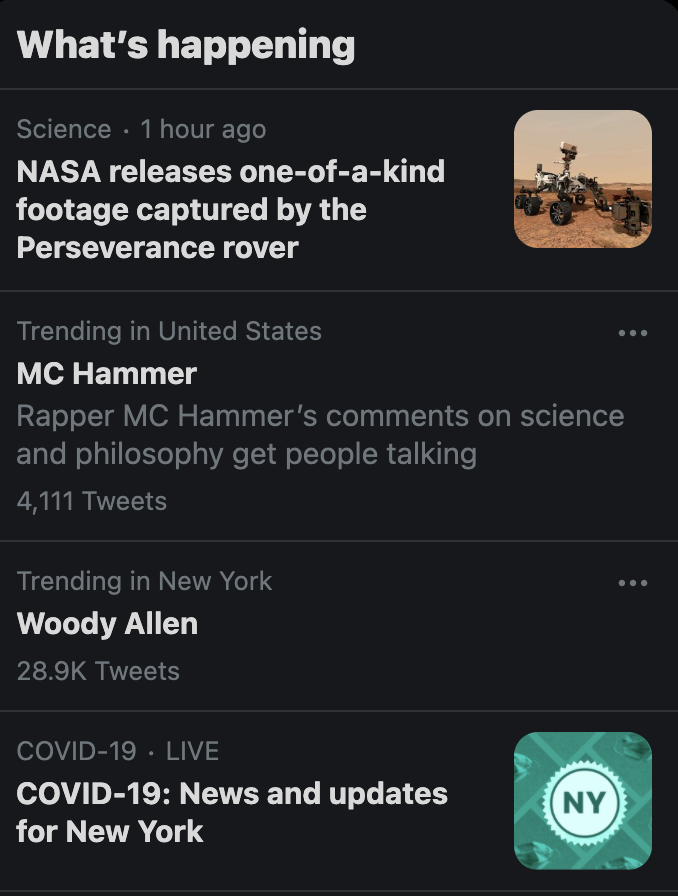 What's happening
Science · 1 hour ago
NASA releases one-of-a-kind
footage captured by the
Perseverance rover
Trending in United States
MC Hammer
Rapper MC Hammer's comments on science
and philosophy get people talking
4,111 Tweets
Trending in New York
Woody Allen
28.9K Tweets
COVID-19 · LIVE
COVID-19: News and updates
for New York
NY